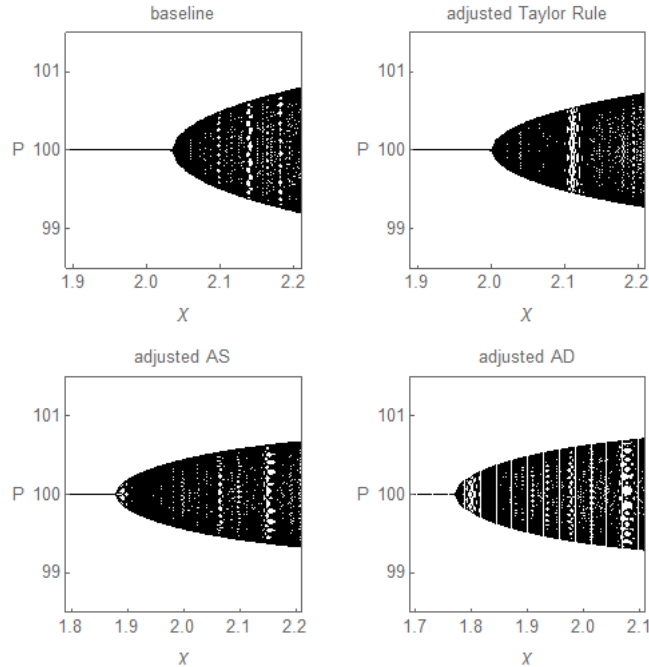 baseline
101
P 100
99
1.9 2.0 2.1 2.2
χ
adjusted Taylor Rule
101
P 100
99
1.9 2.0 2.1 2.2
χ
adjusted AS
101
P 100
99
1.8 1.9 2.0 2.1 2.2
χ
adjusted AD
101
P 100
99
1.7 1.8 1.9 2.0 2.1
χ